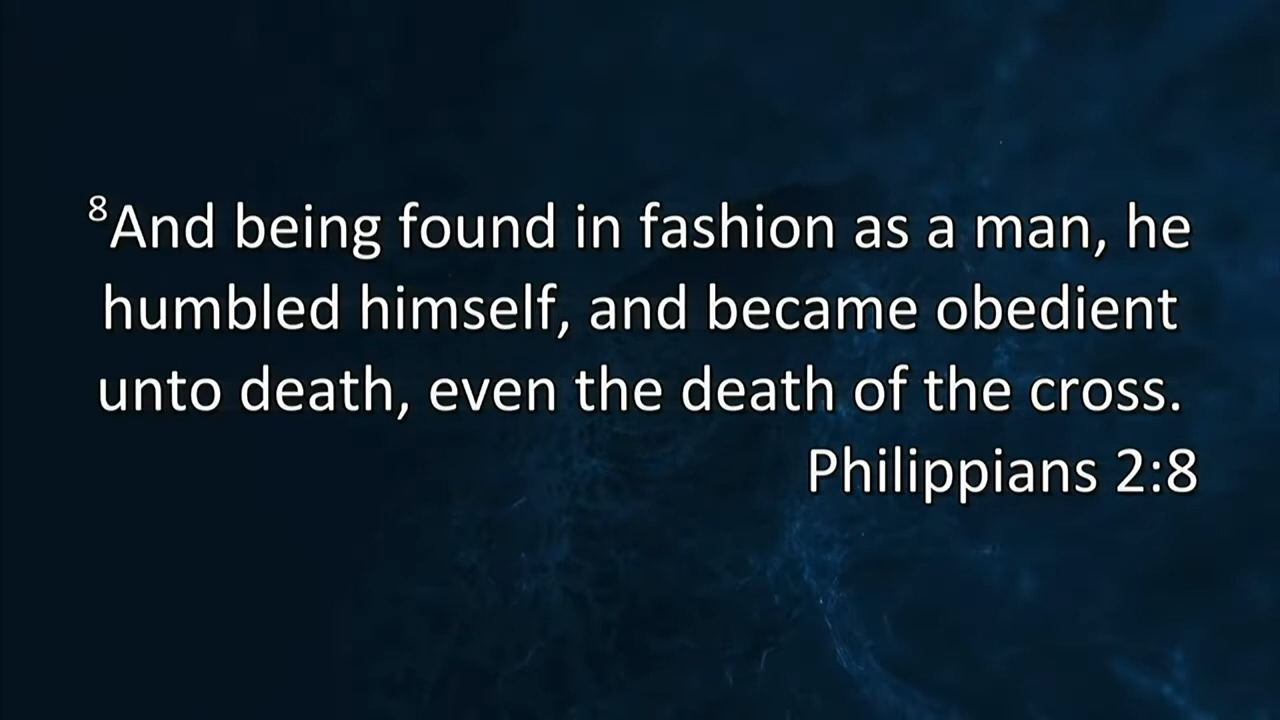 ⁸And being found in fashion as a man, he
humbled himself, and became obedient
unto death, even the death of the cross.
Philippians 2:8